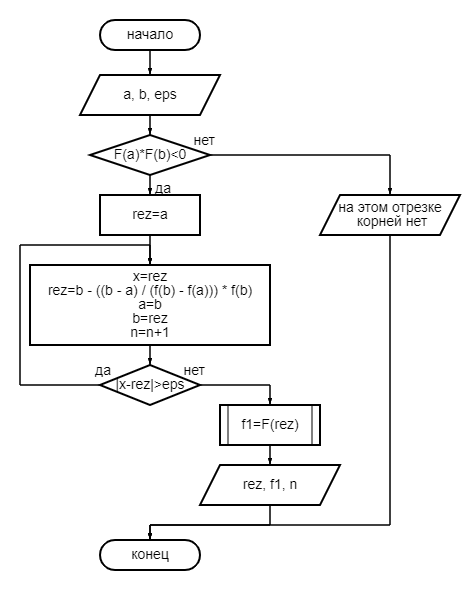 начало
a, b, eps
F(a)*F(b)<0
нет
да
rez=a
на этом отрезке
корней нет
x=rez
rez=b - ((b - a) / (f(b) - f(a))) * f(b)
a=b
b=rez
n=n+1
да
нет
|x-rez|>eps
f1=F(rez)
rez, f1, n
конец